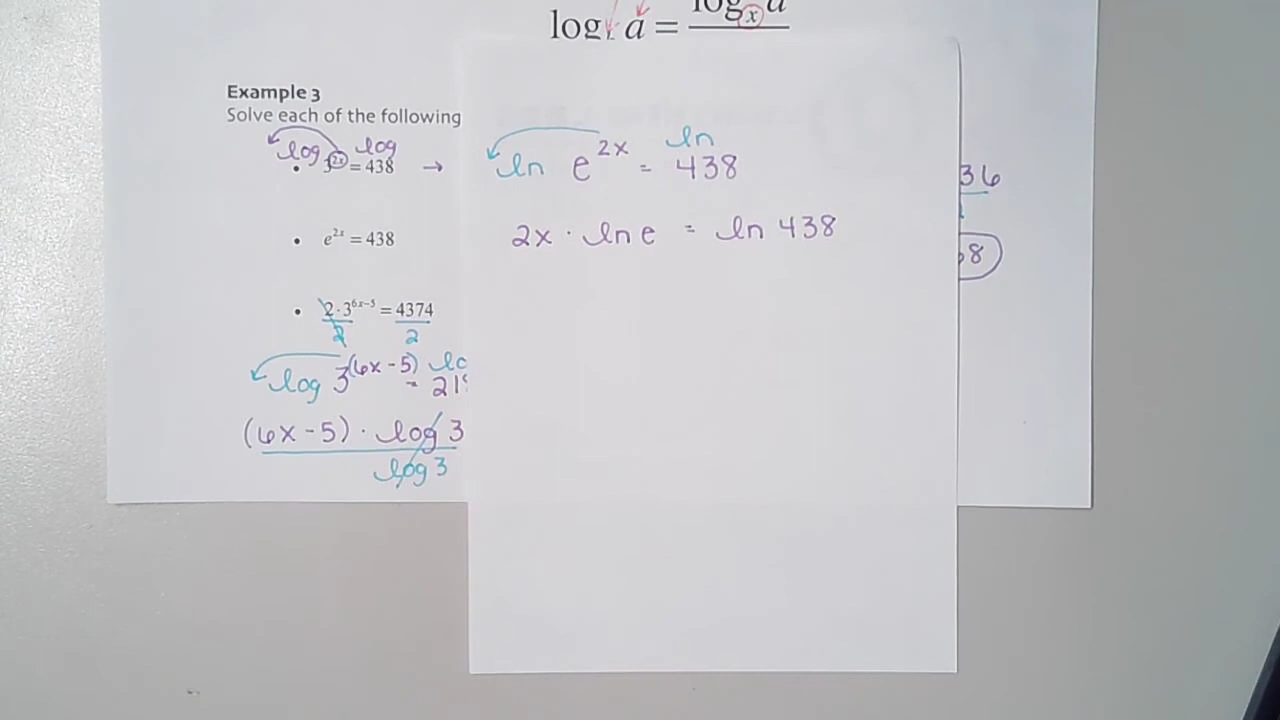 log a = log x a
Example 3
Solve each of the following
log 3^2x = log 438 →
• e^2x = 438
• 2·3^6x−5 = 4374
2 2
log 3^(6x-5) =
(6x-5) · log 3
log 3
ln e^2x = ln 438
2x · ln e = ln 438
36
8